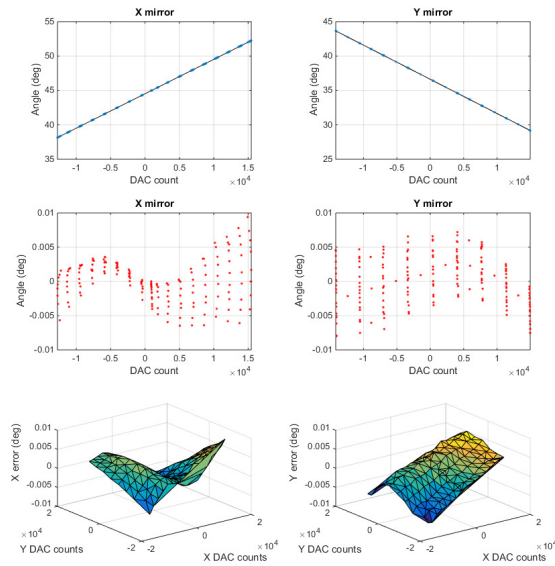 X mirror
Angle (deg)
55
50
45
40
35
-1 -0.5 0 0.5 1 1.5
DAC count
×10⁴
Y mirror
Angle (deg)
45
40
35
30
25
-1 -0.5 0 0.5 1
DAC count
×10⁴
X mirror
Angle (deg)
0.01
0.005
0
-0.005
-0.01
-1 -0.5 0 0.5 1 1.5
DAC count
×10⁴
Y mirror
Angle (deg)
0.01
0.005
0
-0.005
-0.01
-1 -0.5 0 0.5 1
DAC count
×10⁴
X error (deg)
0.01
0.005
0
-0.005
-0.01
2
0
-2
×10⁴
Y DAC counts
-2
0
2
×10⁴
X DAC counts
Y error (deg)
0.01
0.005
0
-0.005
-0.01
2
0
-2
×10⁴
Y DAC counts
-2
0
2
×10⁴
X DAC counts